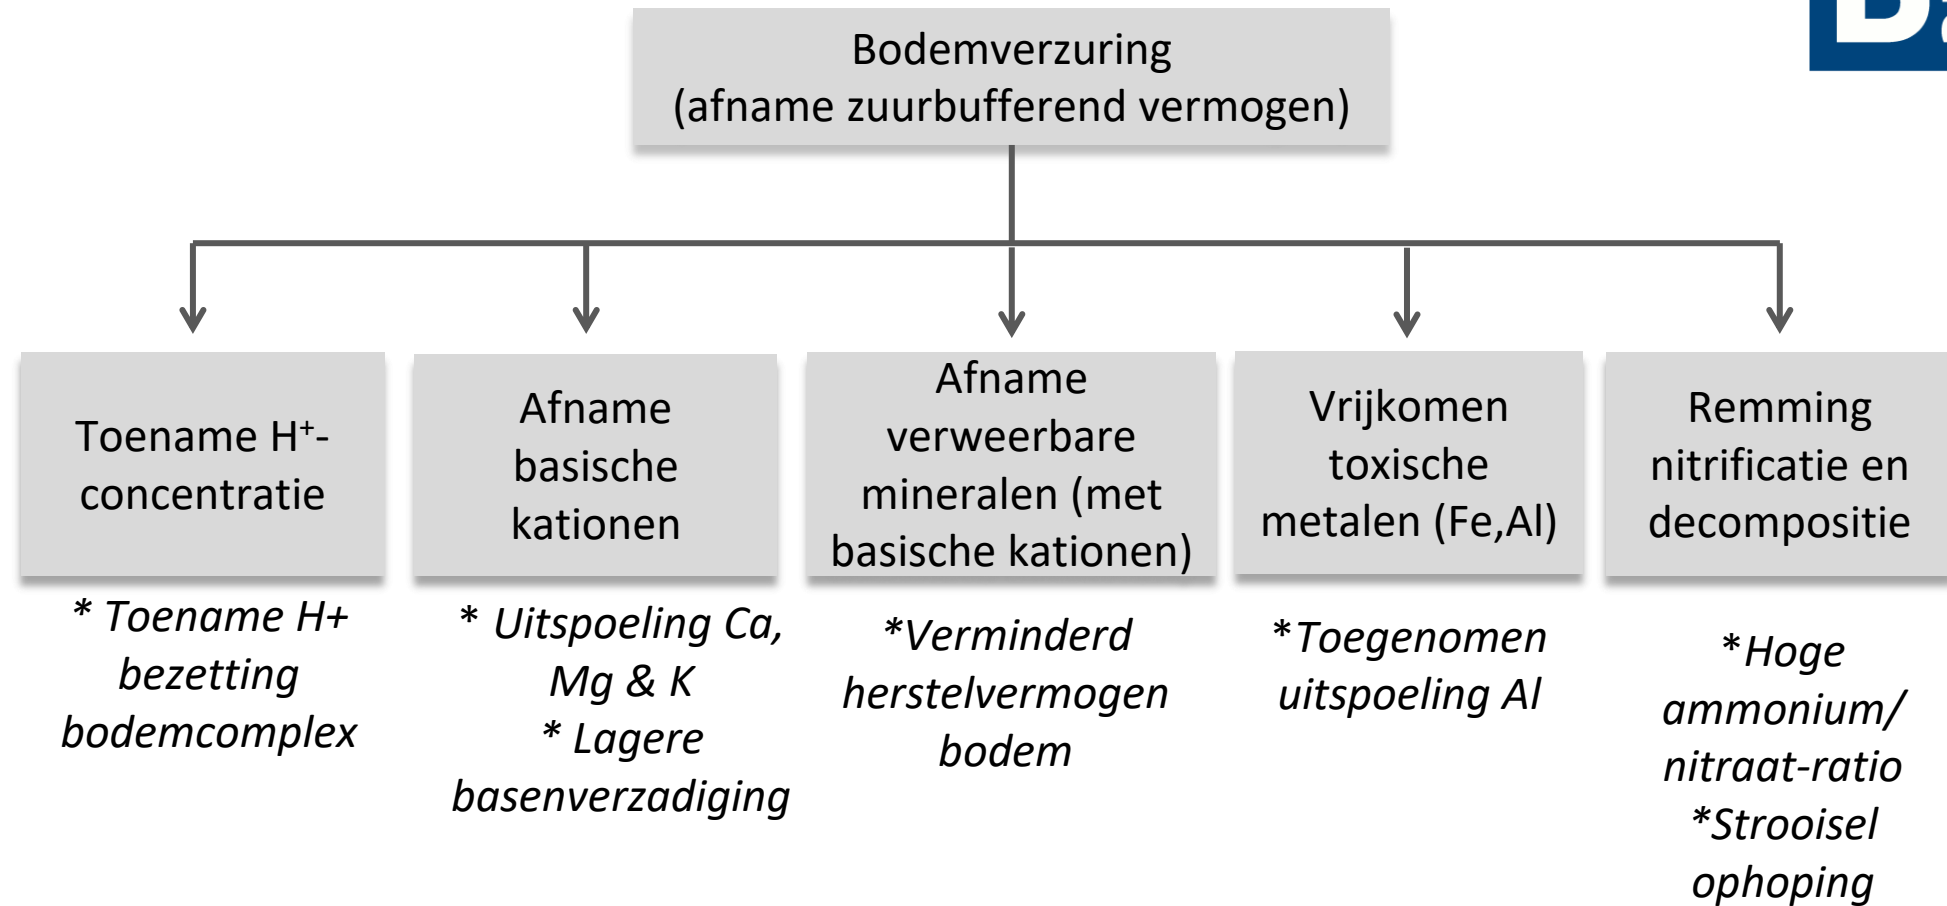 Bodemverzuring
(afname zuurbufferend vermogen)
Toename H⁺-
concentratie
* Toename H+
bezetting
bodemcomplex
Afname
basische
kationen
* Uitspoeling Ca,
Mg & K
* Lagere
basenverzadiging
Afname
verweerbare
mineralen (met
basische kationen)
*Verminderd
herstelvermogen
bodem
Vrijkomen
toxische
metalen (Fe,Al)
*Toegenomen
uitspoeling Al
Remming
nitrificatie en
decompositie
*Hoge
ammonium/
nitraat-ratio
*Strooisel
ophoping